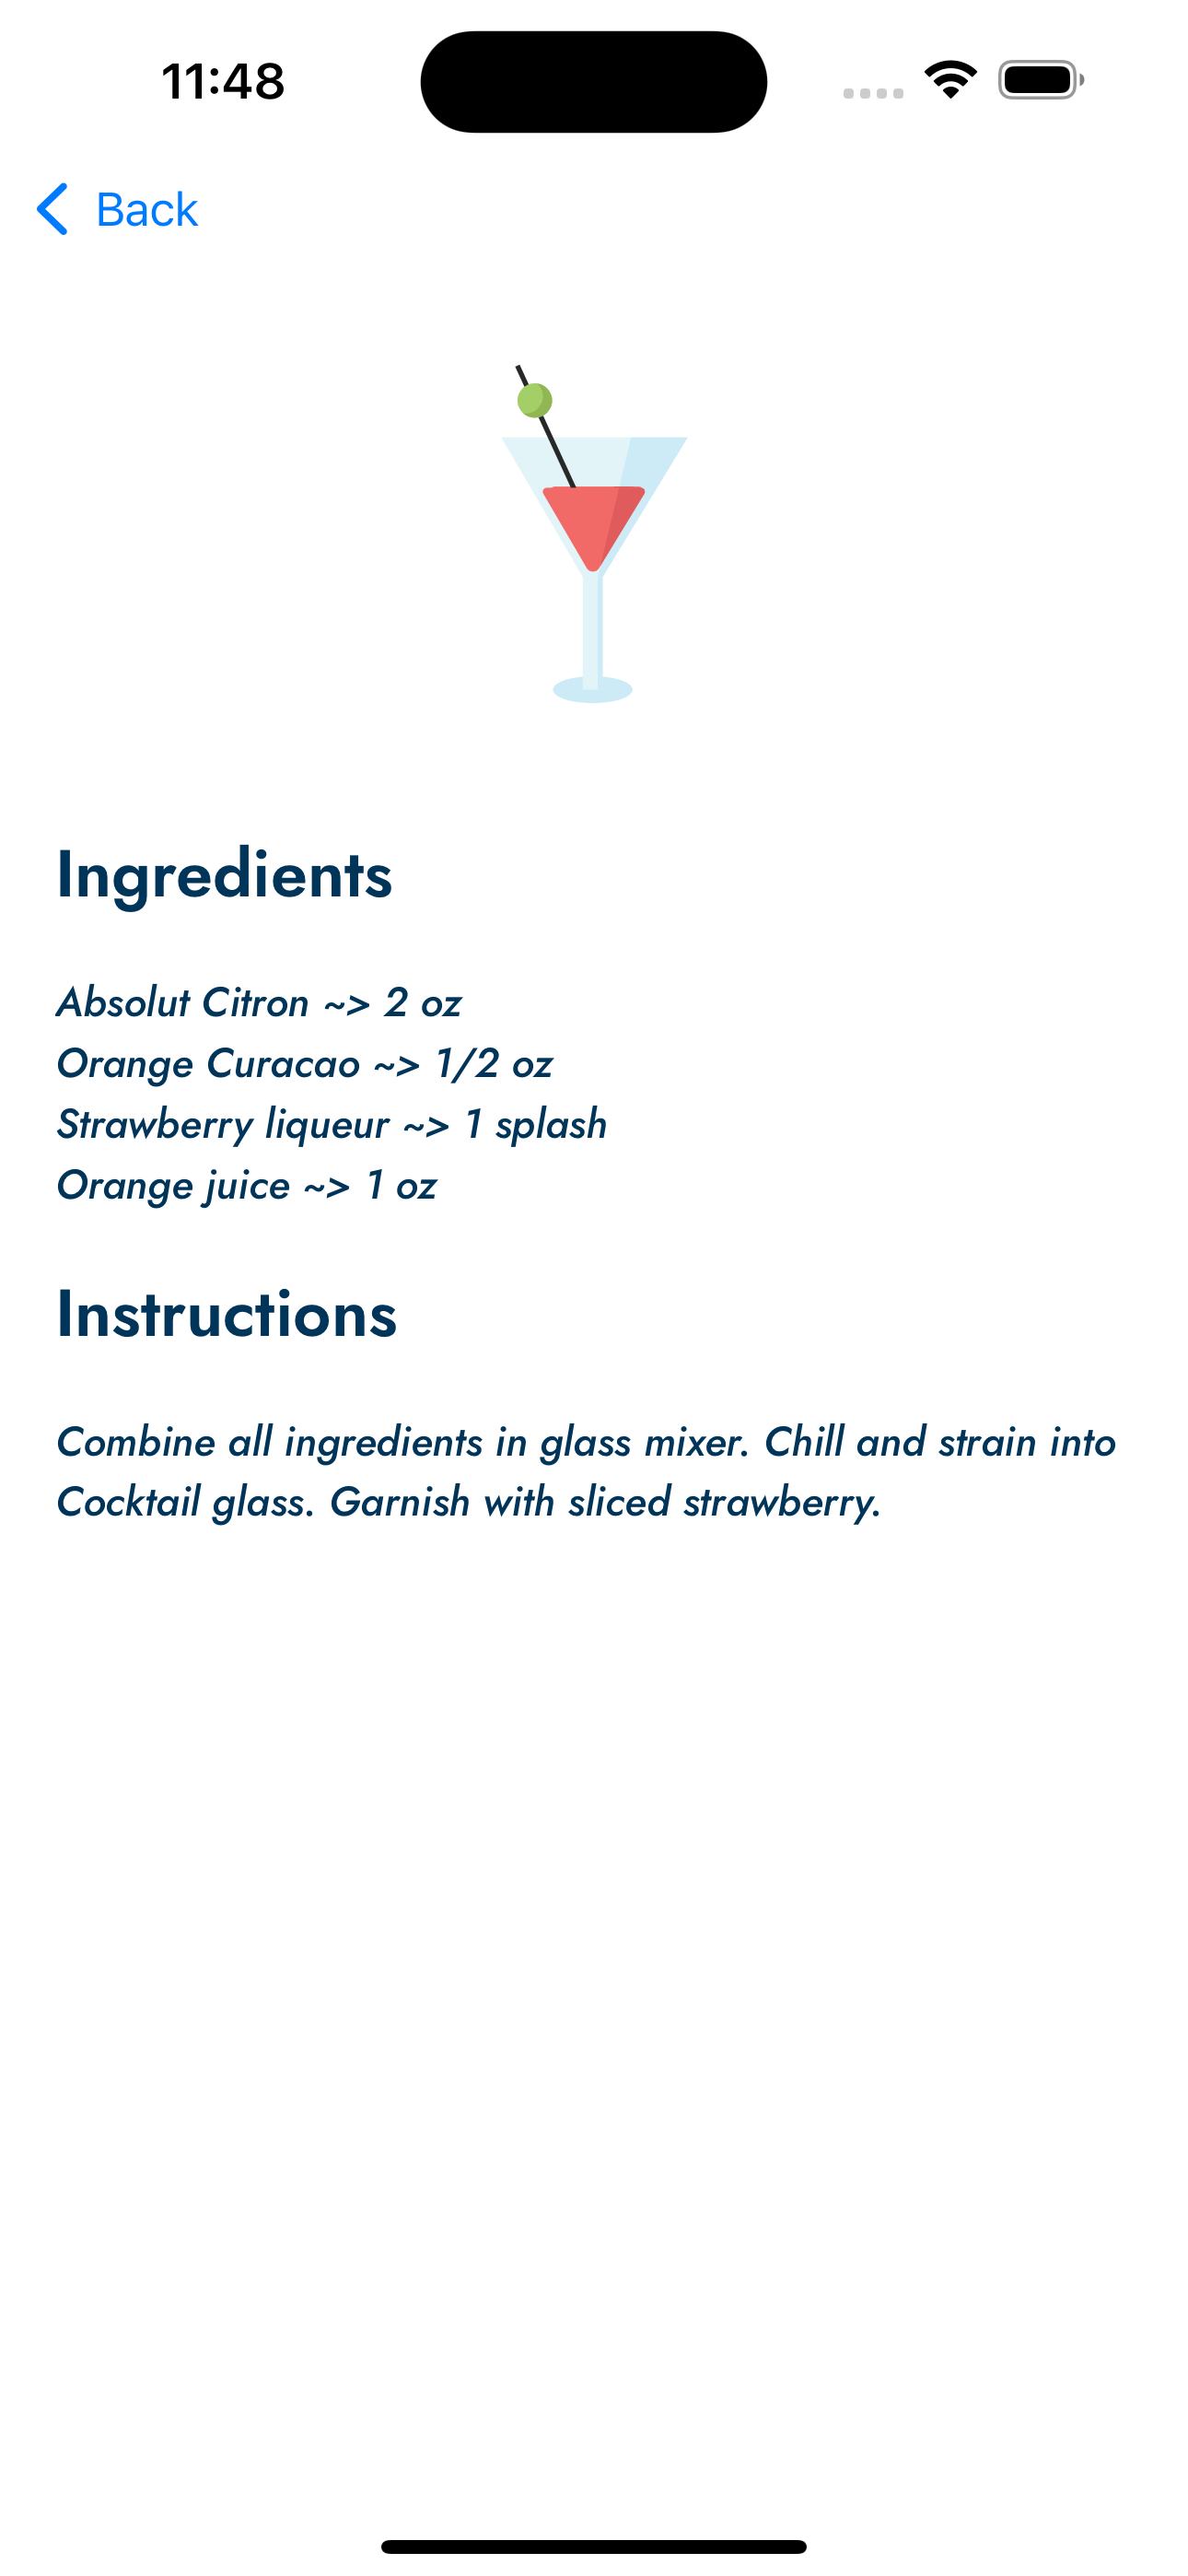 11:48
Back
Ingredients
Absolut Citron ~> 2 oz
Orange Curacao ~> 1/2 oz
Strawberry liqueur ~> 1 splash
Orange juice ~> 1 oz
Instructions
Combine all ingredients in glass mixer. Chill and strain into
Cocktail glass. Garnish with sliced strawberry.